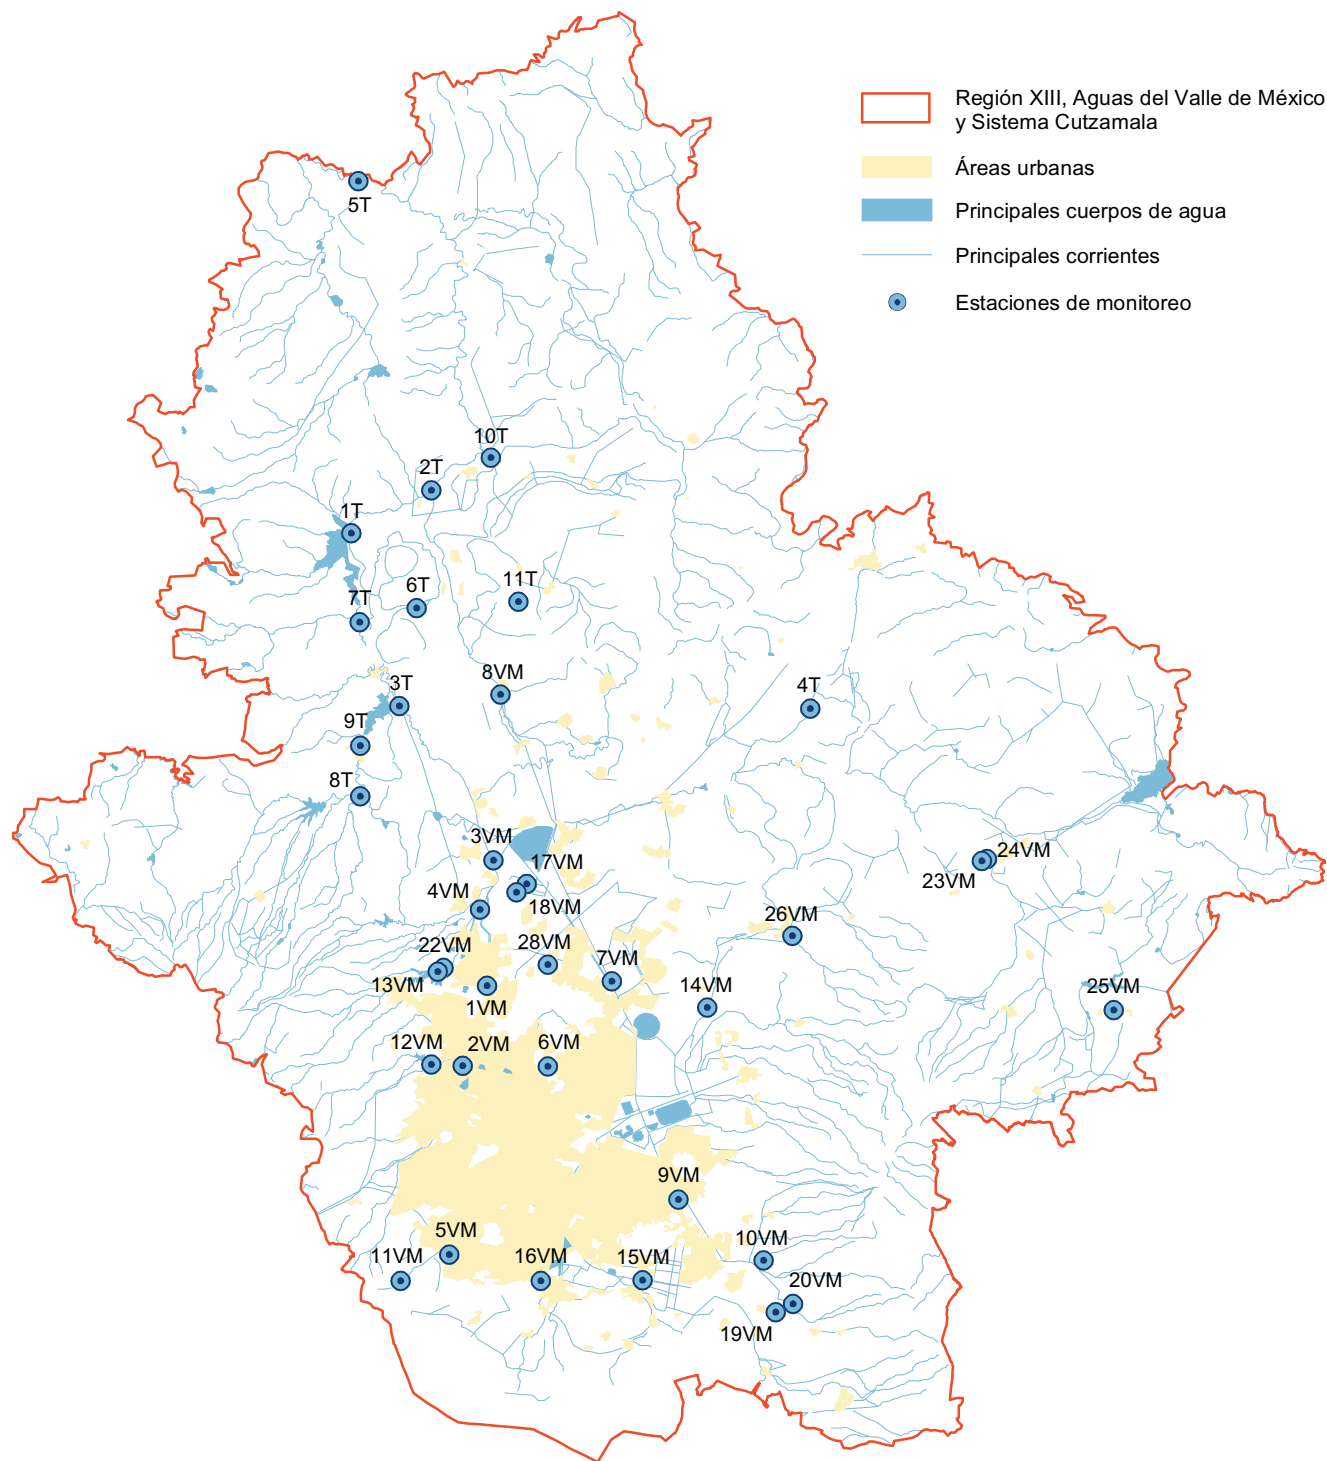 Región XIII, Aguas del Valle de México
y Sistema Cutzamala
Áreas urbanas
Principales cuerpos de agua
Principales corrientes
Estaciones de monitoreo
5T
10T
2T
1T
6T
11T
7T
8VM
3T
4T
9T
8T
3VM
17VM
24VM
23VM
4VM
18VM
26VM
22VM
28VM
7VM
13VM
1VM
14VM
25VM
12VM
2VM
6VM
9VM
5VM
10VM
11VM
16VM
15VM
20VM
19VM